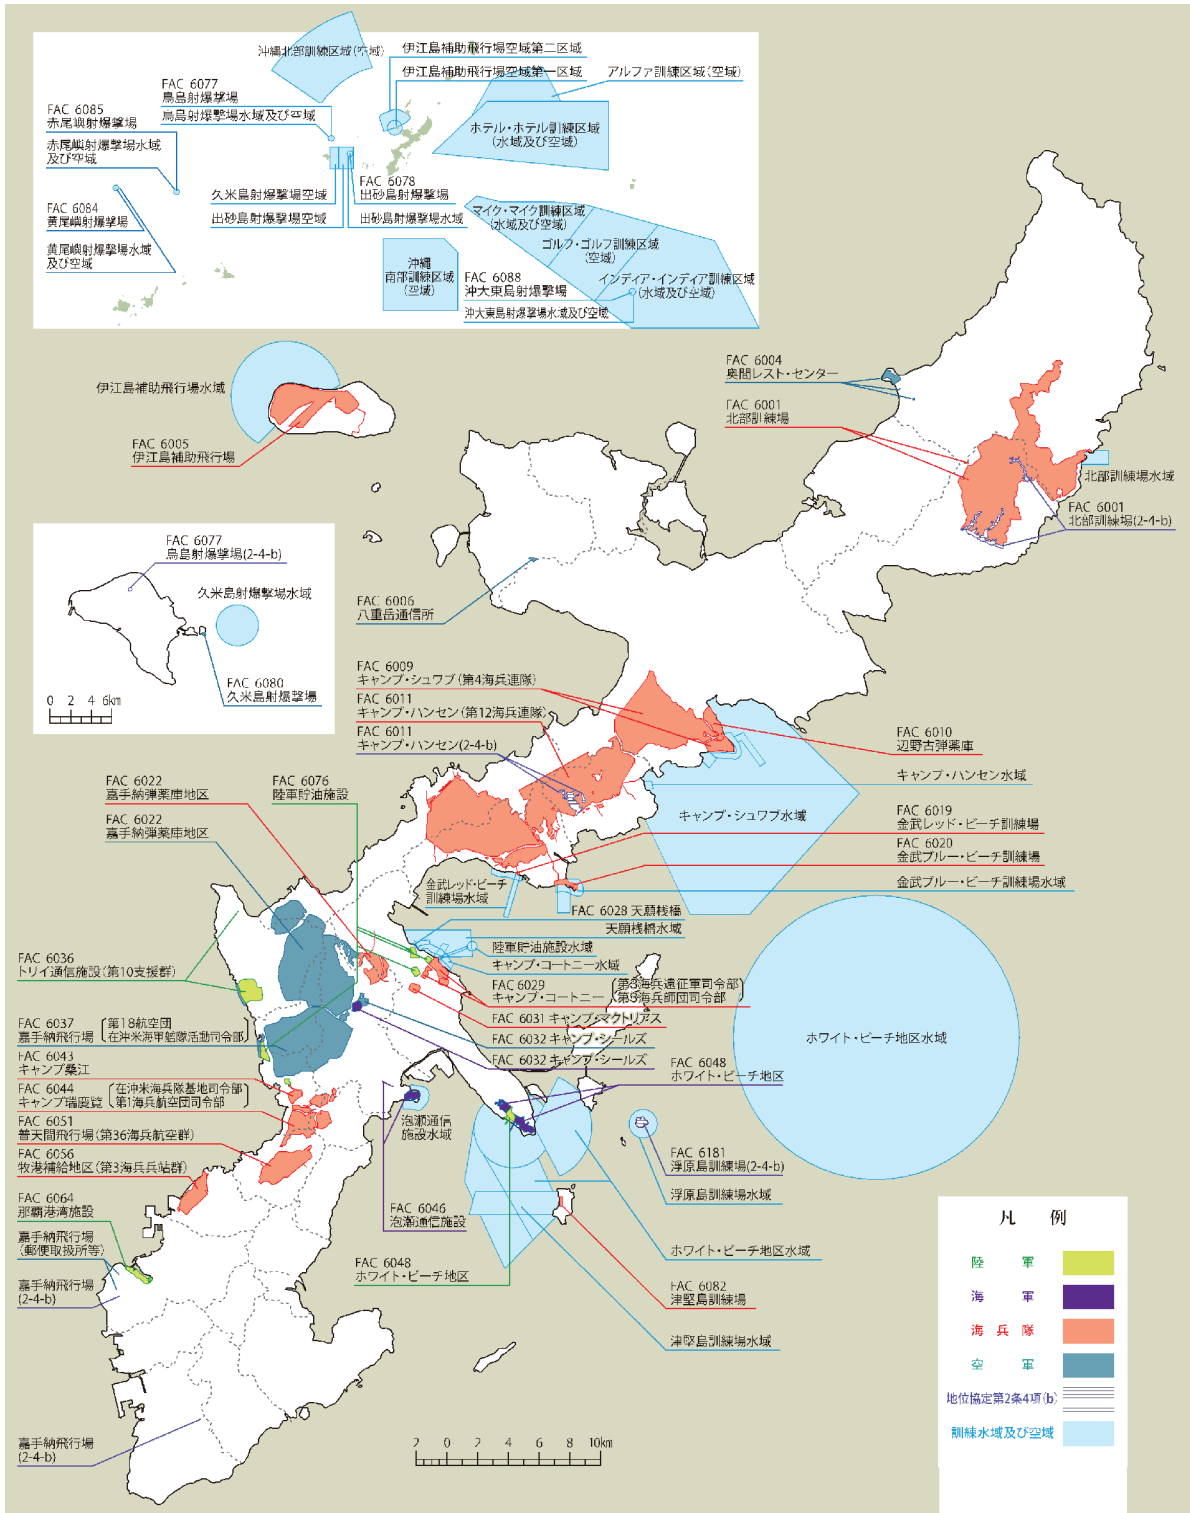 沖縄北部訓練区域(空域)
伊江島補助飛行場空域第二区域
伊江島補助飛行場空域第一区域
アルファ訓練区域(空域)
FAC 6077
鳥島射爆撃場
鳥島射爆撃場水域及び空域
FAC 6085
赤尾嶼射爆撃場
赤尾嶼射爆撃場水域
及び空域
ホテル・ホテル訓練区域
(水域及び空域)
FAC 6084
黄尾嶼射爆撃場
黄尾嶼射爆撃場水域
及び空域
久米島射爆撃場空域
出砂島射爆撃場空域
FAC 6078
出砂島射爆撃場
出砂島射爆撃場水域
マイク・マイク訓練区域
(水域及び空域)
ゴルフ・ゴルフ訓練区域
(空域)
インディア・インディア訓練区域
(水域及び空域)
沖縄
南部訓練区域
(空域)
FAC 6088
沖大東島射爆撃場
沖大東島射爆撃場水域及び空域
伊江島補助飛行場水域
FAC 6005
伊江島補助飛行場
FAC 6004
奥間レスト・センター
FAC 6001
北部訓練場
北部訓練場水域
FAC 6001
北部訓練場(2-4-b)
FAC 6077
鳥島射爆撃場(2-4-b)
久米島射爆撃場水域
FAC 6080
久米島射爆撃場
0 2 4 6km
FAC 6006
八重岳通信所
FAC 6009
キャンプ・シュワブ(第4海兵連隊)
FAC 6011
キャンプ・ハンセン(第12海兵連隊)
FAC 6011
キャンプ・ハンセン(2-4-b)
FAC 6010
辺野古弾薬庫
キャンプ・ハンセン水域
キャンプ・シュワブ水域
FAC 6019
金武レッド・ビーチ訓練場
FAC 6020
金武ブルー・ビーチ訓練場
金武ブルー・ビーチ訓練場水域
金武レッド・ビーチ
訓練場水域
FAC 6022
嘉手納弾薬庫地区
FAC 6076
陸軍貯油施設
FAC 6022
嘉手納弾薬庫地区
FAC 6028 天願桟橋
天願桟橋水域
陸軍貯油施設水域
キャンプ・コートニー水域
FAC 6029
キャンプ・コートニー
第3海兵遠征軍司令部
第3海兵師団司令部
FAC 6031 キャンプ・マクトリアス
FAC 6032 キャンプ・シールズ
FAC 6032 キャンプ・シールズ
FAC 6036
トリイ通信施設(第10支援群)
FAC 6037
嘉手納飛行場
第18航空団
在沖米海軍艦隊活動司令部
FAC 6043
キャンプ桑江
FAC 6044
キャンプ瑞慶覧
在沖米海兵隊基地司令部
第1海兵航空団司令部
FAC 6051
普天間飛行場(第36海兵航空群)
FAC 6056
牧港補給地区(第3海兵兵站群)
FAC 6064
那覇港湾施設
嘉手納飛行場
(郵便取扱所等)
嘉手納飛行場
(2-4-b)
嘉手納飛行場
(2-4-b)
泡瀬通信
施設水域
FAC 6046
泡瀬通信施設
FAC 6048
ホワイト・ビーチ地区
FAC 6048
ホワイト・ビーチ地区
ホワイト・ビーチ地区水域
FAC 6181
浮原島訓練場(2-4-b)
浮原島訓練場水域
ホワイト・ビーチ地区水域
FAC 6082
津堅島訓練場
津堅島訓練場水域
2 0 2 4 6 8 10km
凡 例
陸 軍
海 軍
海 兵 隊
空 軍
地位協定第2条4項(b)
訓練水域及び空域